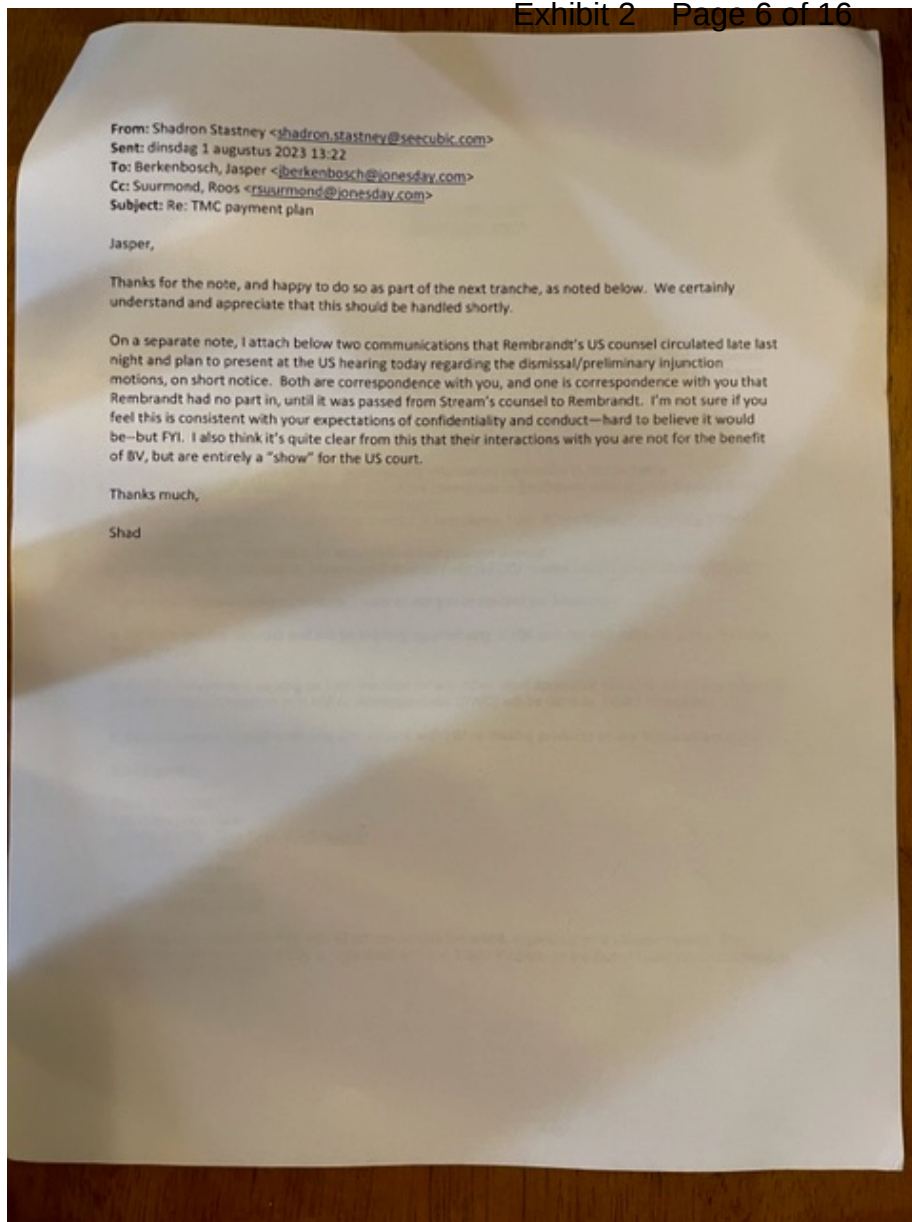 Exhibit 2 Page 6 of 16
From: Shadron Stastney <shadron.stastney@seecubic.com>
Sent: dinsdag 1 augustus 2023 13:22
To: Berkenbosch, Jasper <jberkenbosch@jonesday.com>
Cc: Suurmond, Roos <rsuurmond@jonesday.com>
Subject: Re: TMC payment plan
Jasper,
Thanks for the note, and happy to do so as part of the next tranche, as noted below.  We certainly
understand and appreciate that this should be handled shortly.
On a separate note, I attach below two communications that Rembrandt's US counsel circulated late last
night and plan to present at the US hearing today regarding the dismissal/preliminary injunction
motions, on short notice.  Both are correspondence with you, and one is correspondence with you that
Rembrandt had no part in, until it was passed from Stream's counsel to Rembrandt.  I'm not sure if you
feel this is consistent with your expectations of confidentiality and conduct—hard to believe it would
be--but FYI.  I also think it's quite clear from this that their interactions with you are not for the benefit
of BV, but are entirely a "show" for the US court.
Thanks much,
Shad